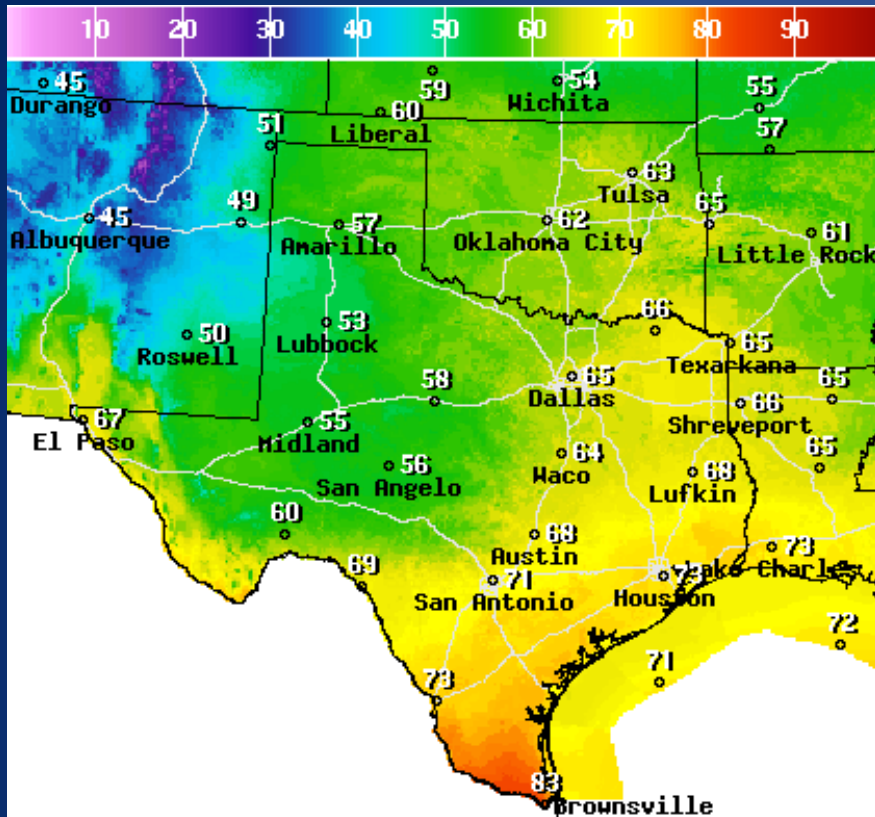 10 20 30 40 50 60 70 80 90
45
Durango
59
54
Wichita
55
60
Liberal
51
57
63
Tulsa
45
Albuquerque
49
57
Amarillo
62
Oklahoma City
65
61
Little Rock
50
Roswell
53
Lubbock
66
65
Texarkana
58
65
Dallas
66
Shreveport
65
67
El Paso
55
Midland
56
San Angelo
64
Waco
68
Lufkin
65
60
68
Austin
73
Charles
69
71
San Antonio
73
Houston
72
71
73
83
Brownsville